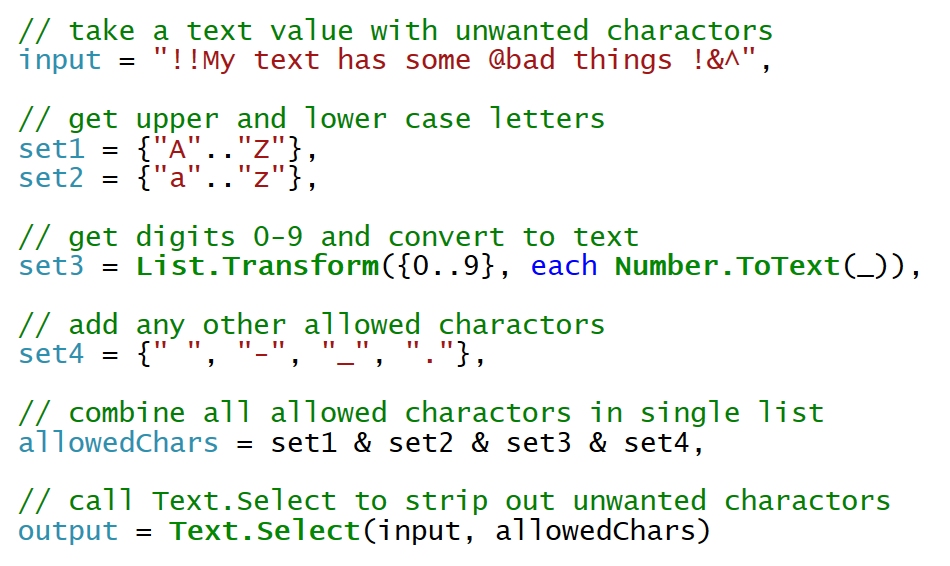 // take a text value with unwanted charactors
input = "!!My text has some @bad things !&^",
// get upper and lower case letters
set1 = {"A".."Z"},
set2 = {"a".."z"},
// get digits 0-9 and convert to text
set3 = List.Transform({0..9}, each Number.ToText(_)),
// add any other allowed charactors
set4 = {" ", "-", "_", "."},
// combine all allowed charactors in single list
allowedChars = set1 & set2 & set3 & set4,
// call Text.Select to strip out unwanted charactors
output = Text.Select(input, allowedChars)